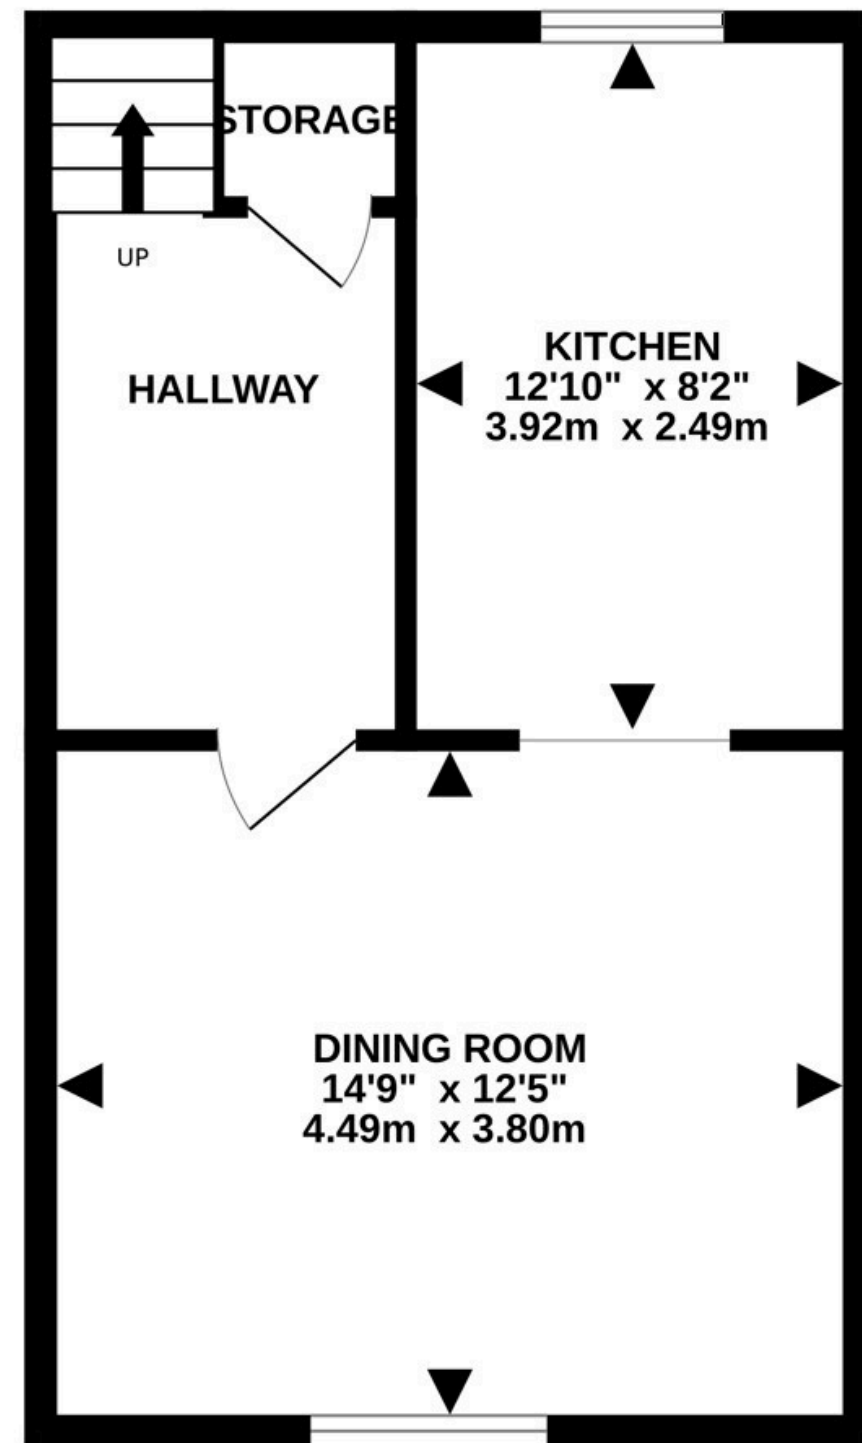 STORAGE
UP
HALLWAY
KITCHEN
12'10" x 8'2"
3.92m x 2.49m
DINING ROOM
14'9" x 12'5"
4.49m x 3.80m